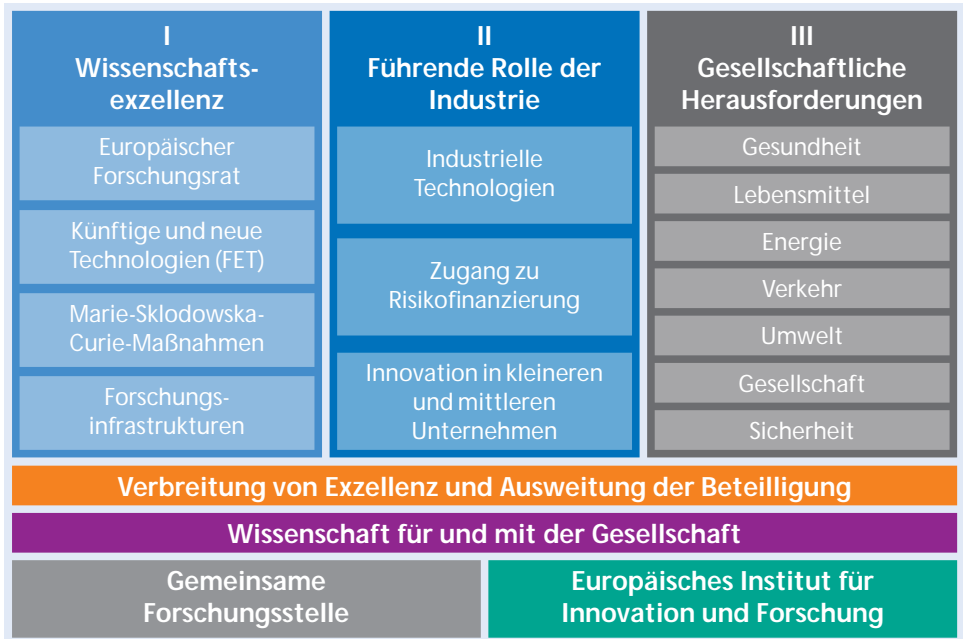 I
Wissenschafts-
exzellenz
Europäischer
Forschungsrat
Künftige und neue
Technologien (FET)
Marie-Sklodowska-
Curie-Maßnahmen
Forschungs-
infrastrukturen
II
Führende Rolle der
Industrie
Industrielle
Technologien
Zugang zu
Risikofinanzierung
Innovation in kleineren
und mittleren
Unternehmen
III
Gesellschaftliche
Herausforderungen
Gesundheit
Lebensmittel
Energie
Verkehr
Umwelt
Gesellschaft
Sicherheit
Verbreitung von Exzellenz und Ausweitung der Beteilligung
Wissenschaft für und mit der Gesellschaft
Gemeinsame
Forschungsstelle
Europäisches Institut für
Innovation und Forschung